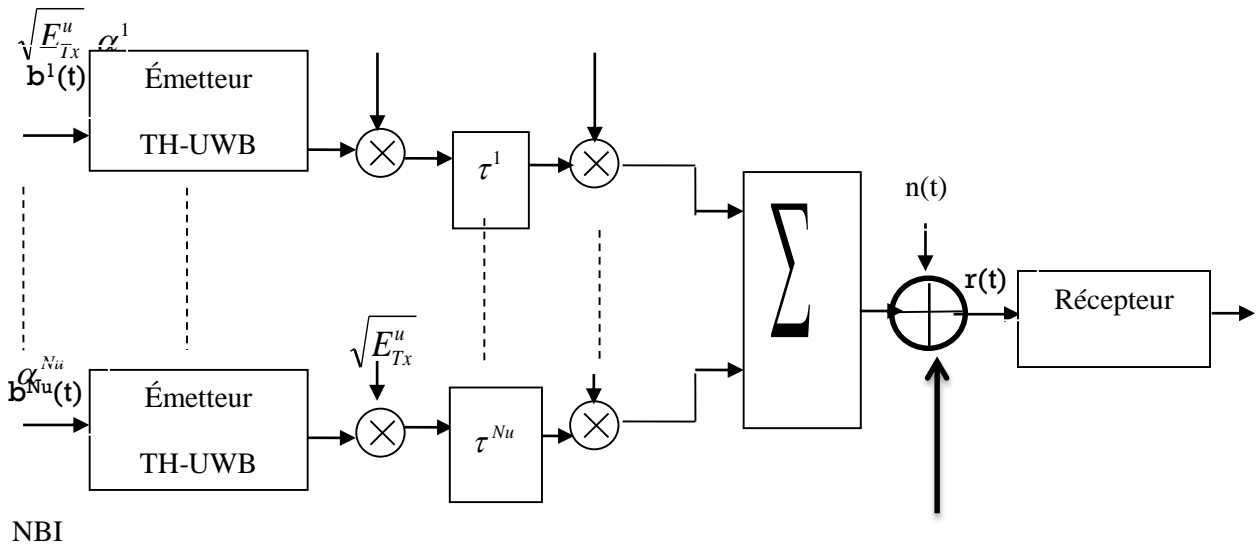 √E_Tx^u α^1
b^1(t)
Émetteur
TH-UWB
τ^1
Σ
n(t)
r(t)
Récepteur
√E_Tx^u
α^Nu
b^Nu(t)
Émetteur
TH-UWB
τ^Nu
NBI